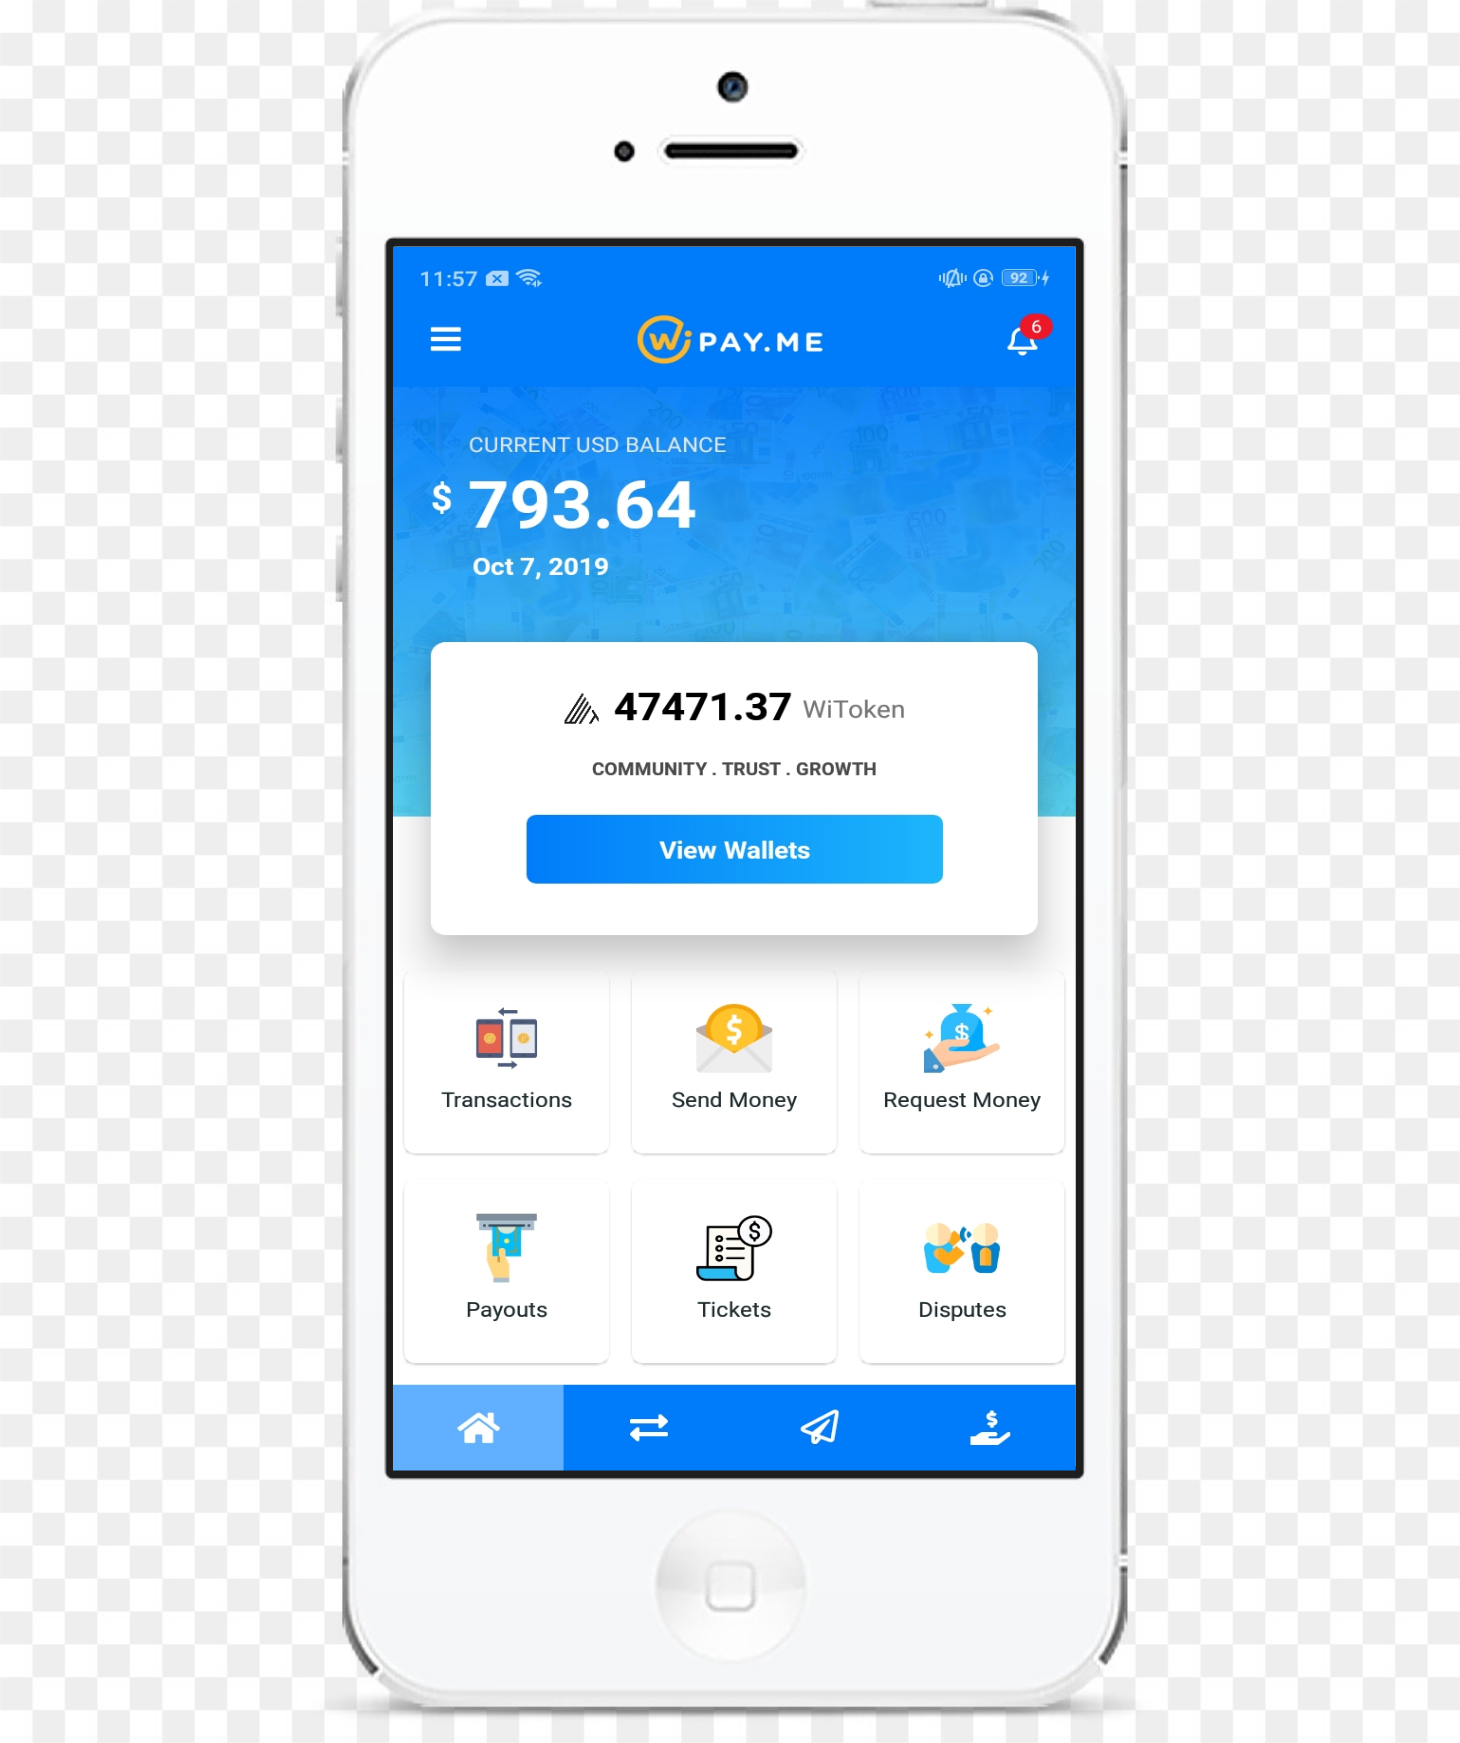 11:57 92
Wi PAY.ME 6
CURRENT USD BALANCE
$ 793.64
Oct 7, 2019
47471.37 WiToken
COMMUNITY . TRUST . GROWTH
View Wallets
Transactions Send Money Request Money
Payouts Tickets Disputes